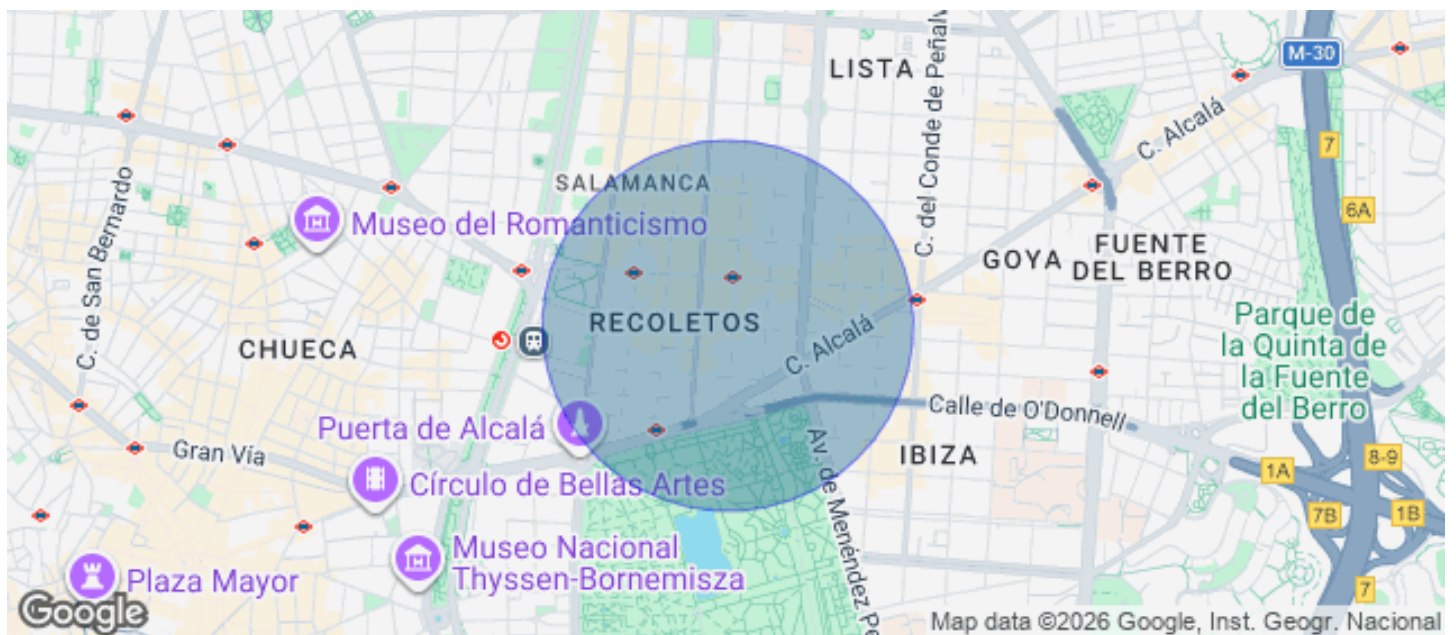 LISTA
M-30
C. del Conde de Peñalv
C. Alcalá
7
SALAMANCA
6A
Museo del Romanticismo
C. de San Bernardo
GOYA
FUENTE
DEL BERRO
RECOLETOS
CHUECA
C. Alcalá
Parque de
la Quinta de
la Fuente
del Berro
Calle de O'Donnell
Puerta de Alcalá
Gran Vía
Av. de Menéndez Pe
IBIZA
8-9
1A
Círculo de Bellas Artes
7B
1B
Museo Nacional
Thyssen-Bornemisza
Plaza Mayor
7
Google
Map data ©2026 Google, Inst. Geogr. Nacional